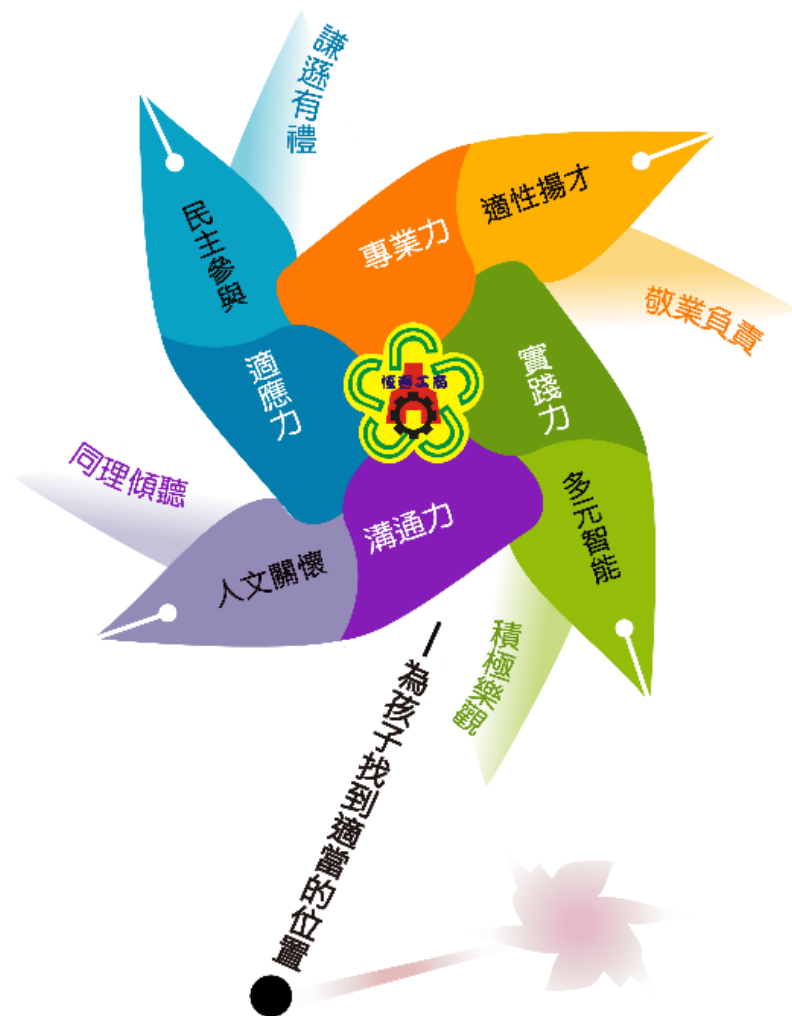 謙遜有禮
民主參與
適應力
專業力
適性揚才
敬業負責
實踐力
多元智能
積極樂觀
溝通力
人文關懷
同理傾聽
為孩子找到適當的位置